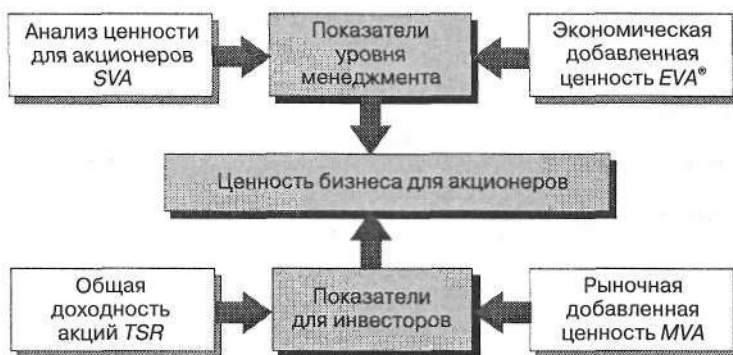 Анализ ценности
для акционеров
SVA
Показатели
уровня
менеджмента
Экономическая
добавленная
ценность EVA®
Ценность бизнеса для акционеров
Общая
доходность
акций TSR
Показатели
для инвесторов
Рыночная
добавленная
ценность MVA